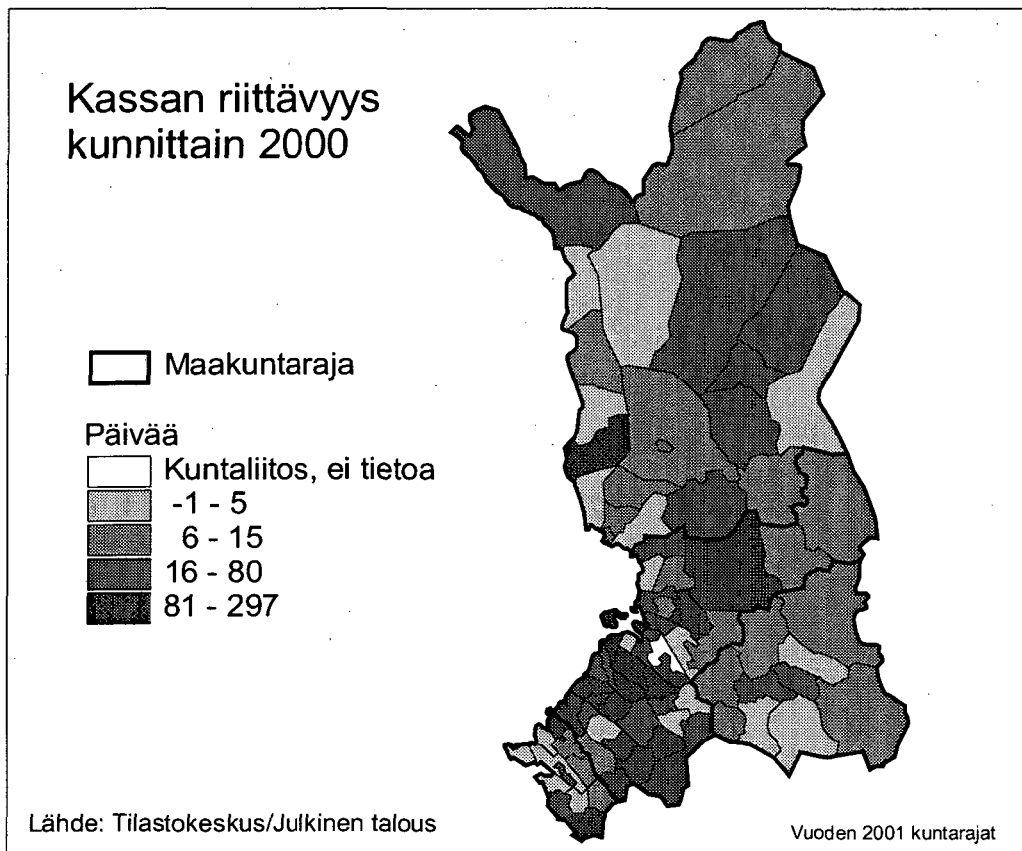 Kassan riittävyys
kunnittain 2000
Maakuntaraja
Päivää
Kuntaliitos, ei tietoa
-1 - 5
6 - 15
16 - 80
81 - 297
Lähde: Tilastokeskus/Julkinen talous
Vuoden 2001 kuntarajat